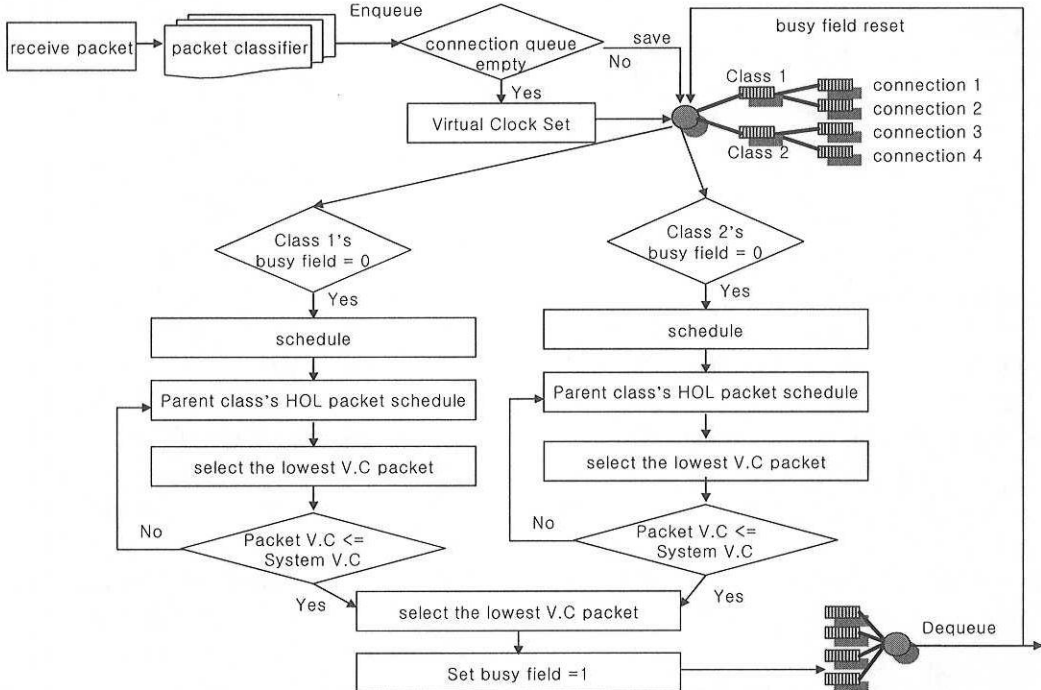 Enqueue
busy field reset
receive packet
packet classifier
connection queue
empty
save
No
Yes
Virtual Clock Set
Class 1
connection 1
connection 2
connection 3
Class 2
connection 4
Class 1's
busy field = 0
Class 2's
busy field = 0
Yes
Yes
schedule
schedule
Parent class's HOL packet schedule
Parent class's HOL packet schedule
select the lowest V.C packet
select the lowest V.C packet
No
Packet V.C <=
System V.C
No
Packet V.C <=
System V.C
Yes
Yes
select the lowest V.C packet
Set busy field =1
Dequeue